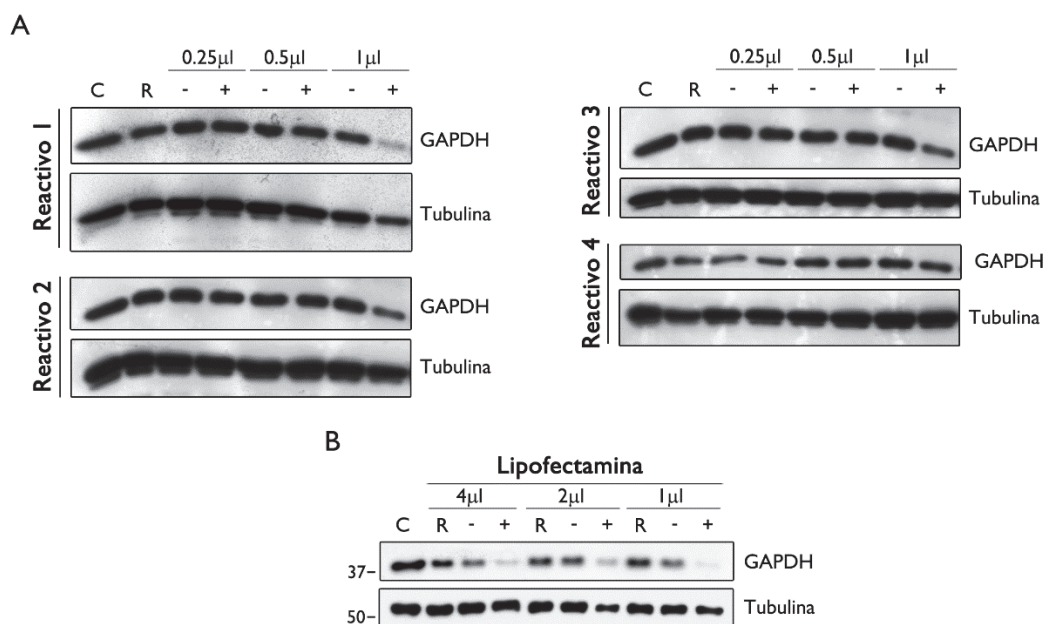 A
0.25µl 0.5µl 1µl
C R - + - + - +
Reactivo 1
GAPDH
Tubulina
Reactivo 2
GAPDH
Tubulina
0.25µl 0.5µl 1µl
C R - + - + - +
Reactivo 3
GAPDH
Tubulina
Reactivo 4
GAPDH
Tubulina
B
Lipofectamina
4µl 2µl 1µl
C R - + R - + R - +
37- GAPDH
50- Tubulina